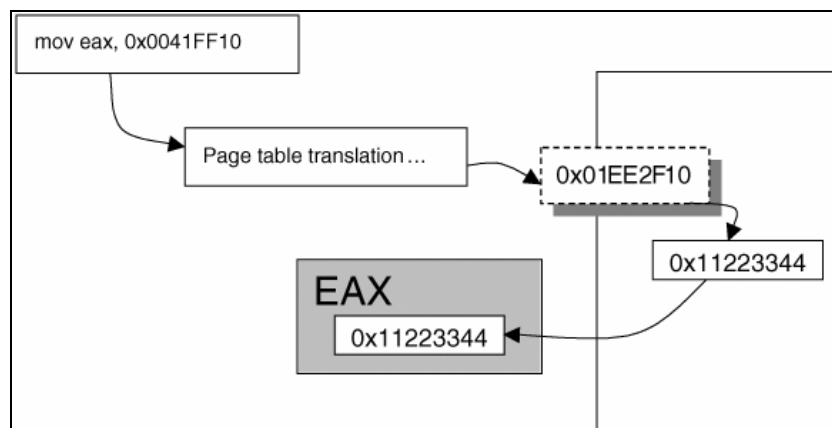 mov eax, 0x0041FF10
Page table translation...
0x01EE2F10
0x11223344
EAX
0x11223344